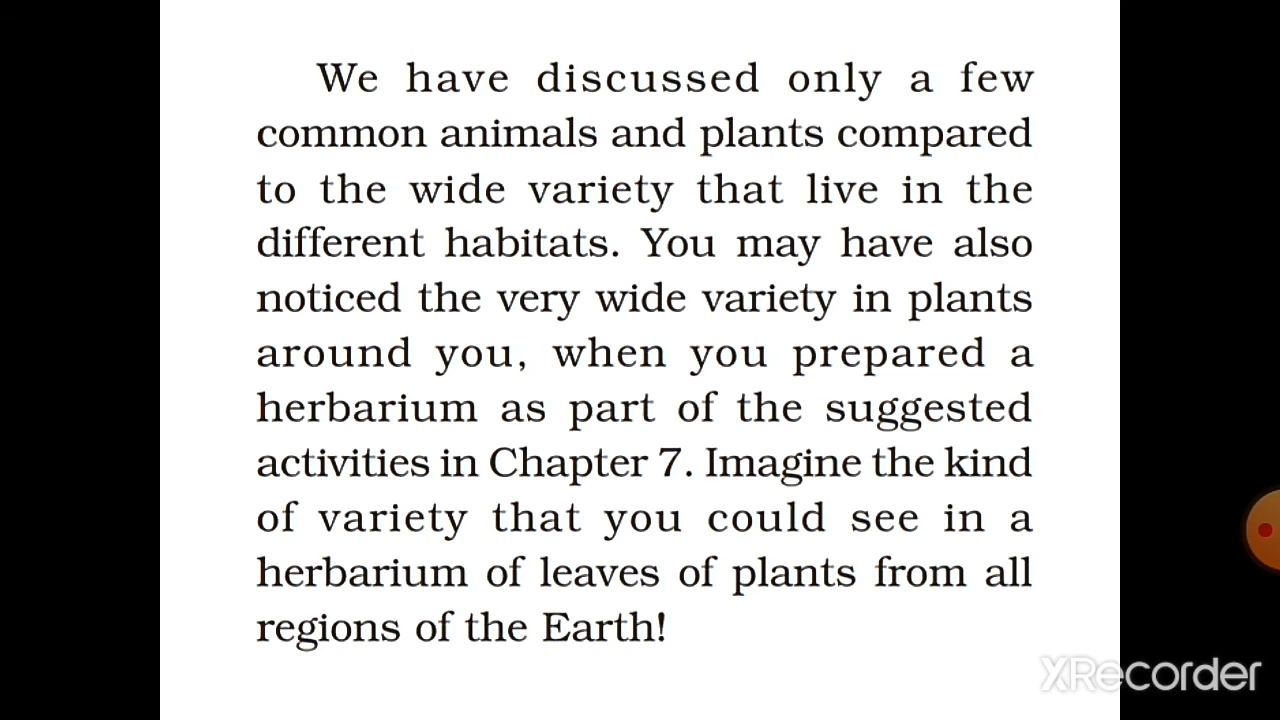 We have discussed only a few
common animals and plants compared
to the wide variety that live in the
different habitats. You may have also
noticed the very wide variety in plants
around you, when you prepared a
herbarium as part of the suggested
activities in Chapter 7. Imagine the kind
of variety that you could see in a
herbarium of leaves of plants from all
regions of the Earth!
XRecorder